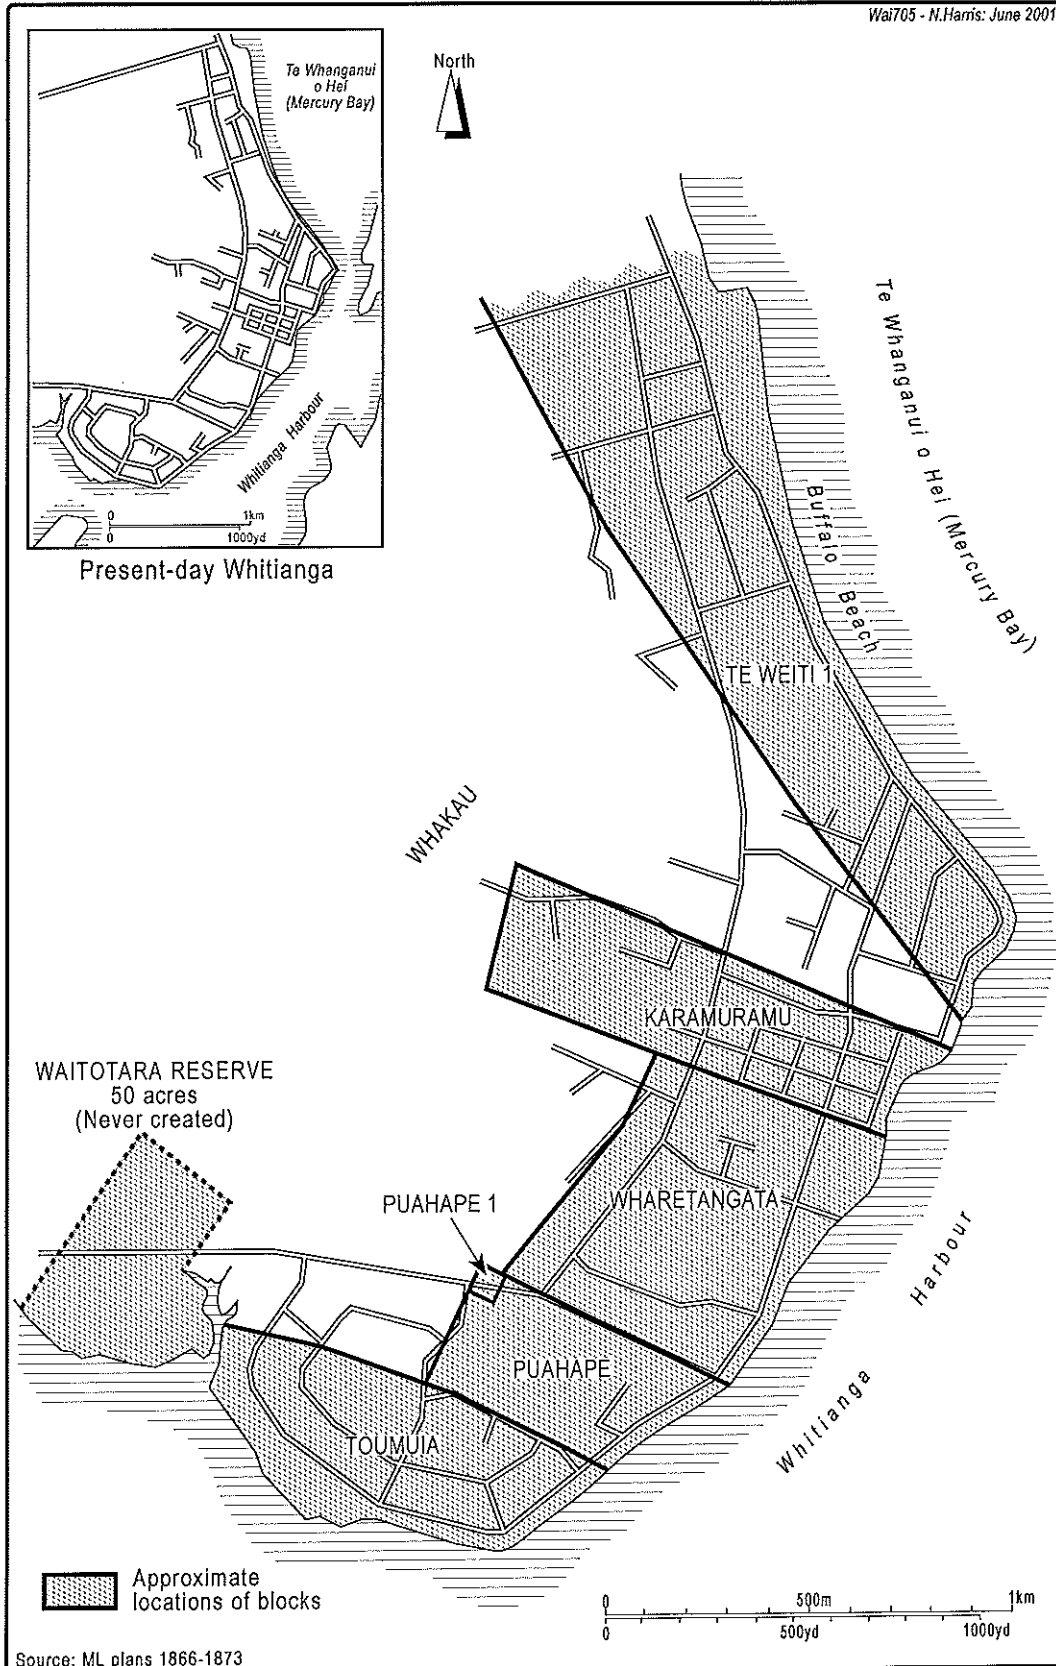 Wai705 - N.Harris: June 2001
Te Whanganui
o Hei
(Mercury Bay)
Whitianga Harbour
0 1km
0 1000yd
Present-day Whitianga
North
Te Whanganui o Hei (Mercury Bay)
Buffalo Beach
TE WEITI 1
WHAKAU
KARAMURAMU
WAITOTARA RESERVE
50 acres
(Never created)
PUAHAPE 1
WHARETANGATA
PUAHAPE
TOUMUIA
Whitianga Harbour
Approximate
locations of blocks
0 500m 1km
0 500yd 1000yd
Source: ML plans 1866-1873